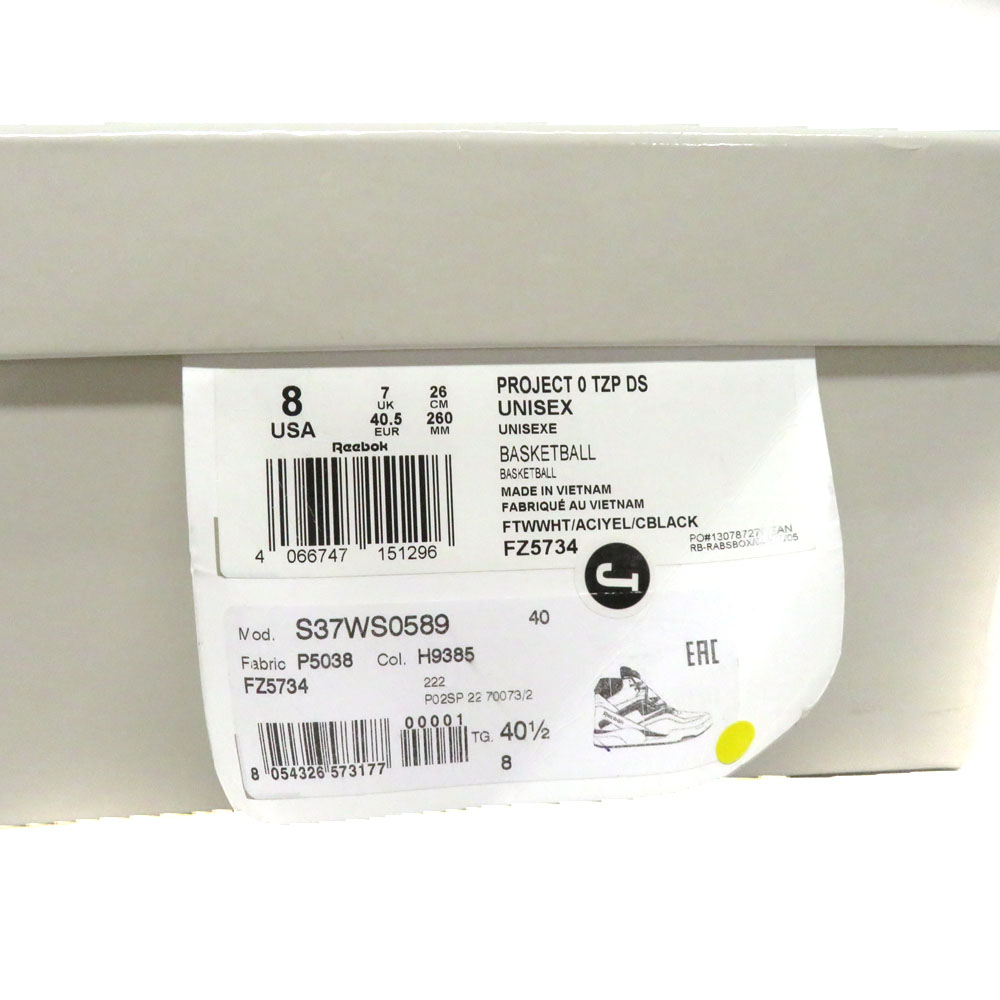 8
USA
7
UK
40.5
EUR
26
CM
260
MM
Reebok
4 066747 151296
PROJECT 0 TZP DS
UNISEX
UNISEXE
BASKETBALL
BASKETBALL
MADE IN VIETNAM
FABRIQUÉ AU VIETNAM
FTWWHT/ACIYEL/CBLACK
FZ5734
J
Mod. S37WS0589 40
Fabric P5038 Col. H9385
FZ5734
222
P02SP 22 70073/2
EAC
00001
8 054326 573177
TG. 40½
8